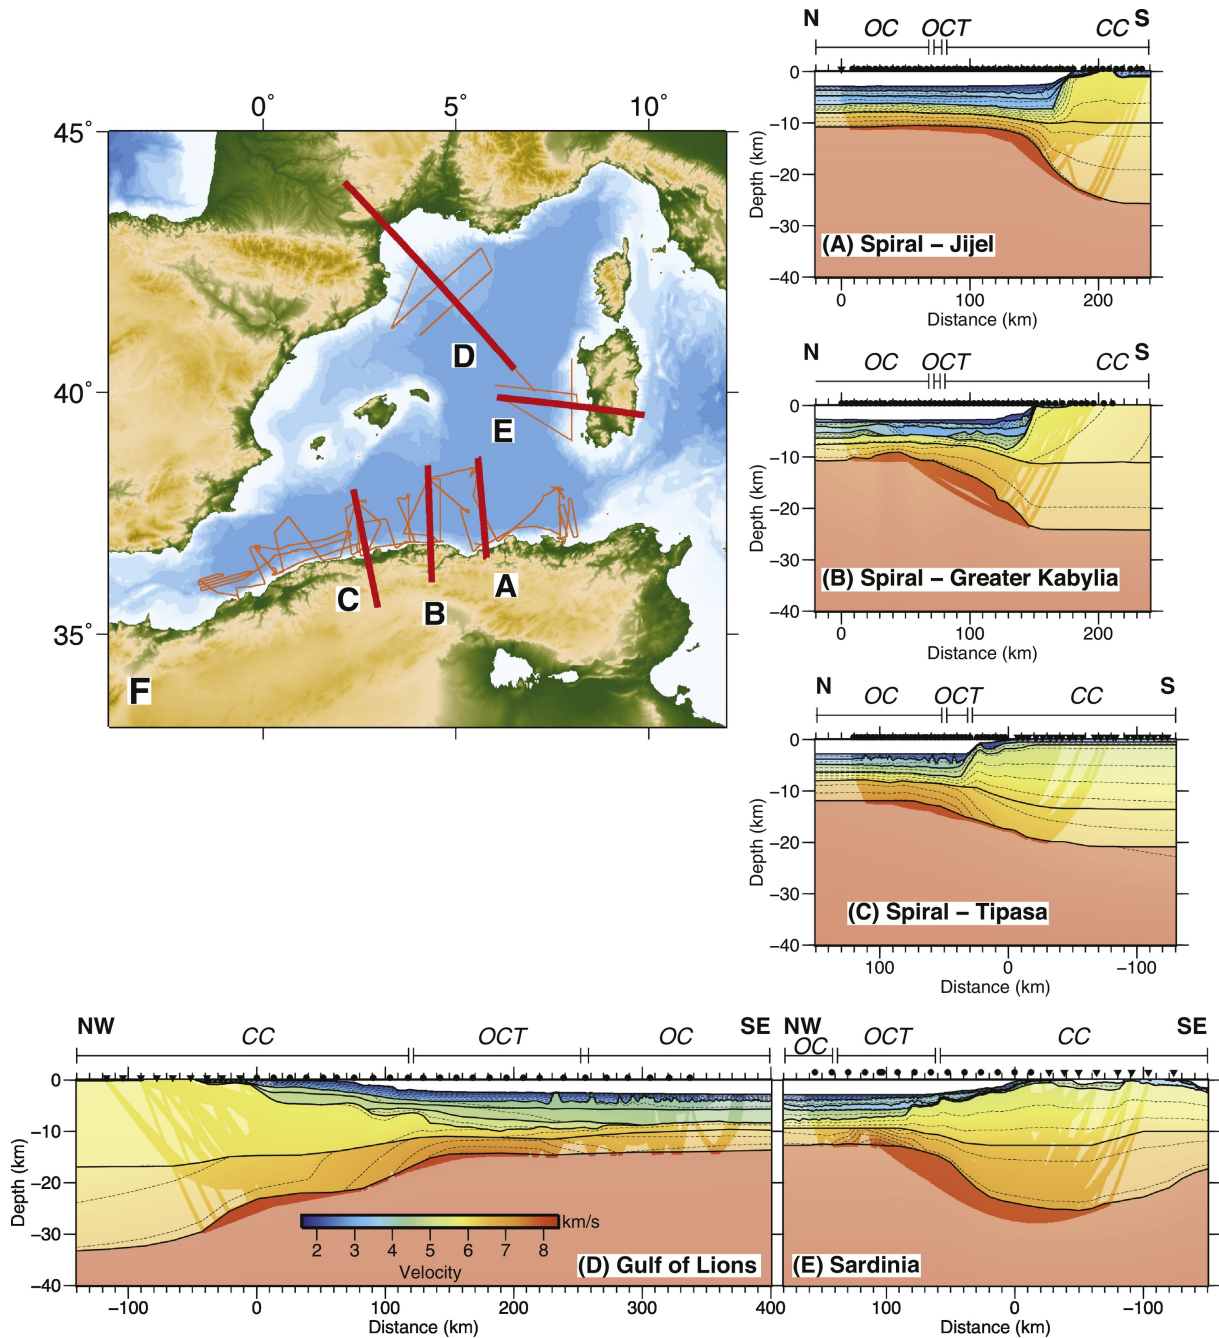 N S
OC OCT CC
0
−10
−20
−30
−40
Depth (km)
(A) Spiral – Jijel
0 100 200
Distance (km)
0° 5° 10°
45°
40°
35°
D
E
C
B
A
F
N S
OC OCT CC
0
−10
−20
−30
−40
Depth (km)
(B) Spiral – Greater Kabylia
0 100 200
Distance (km)
N S
OC OCT CC
0
−10
−20
−30
−40
Depth (km)
(C) Spiral – Tipasa
100 0 −100
Distance (km)
NW SE
CC OCT OC
0
−10
−20
−30
−40
Depth (km)
km/s
2 3 4 5 6 7 8
Velocity
(D) Gulf of Lions
−100 0 100 200 300 400
Distance (km)
NW SE
OC OCT CC
(E) Sardinia
100 0 −100
Distance (km)